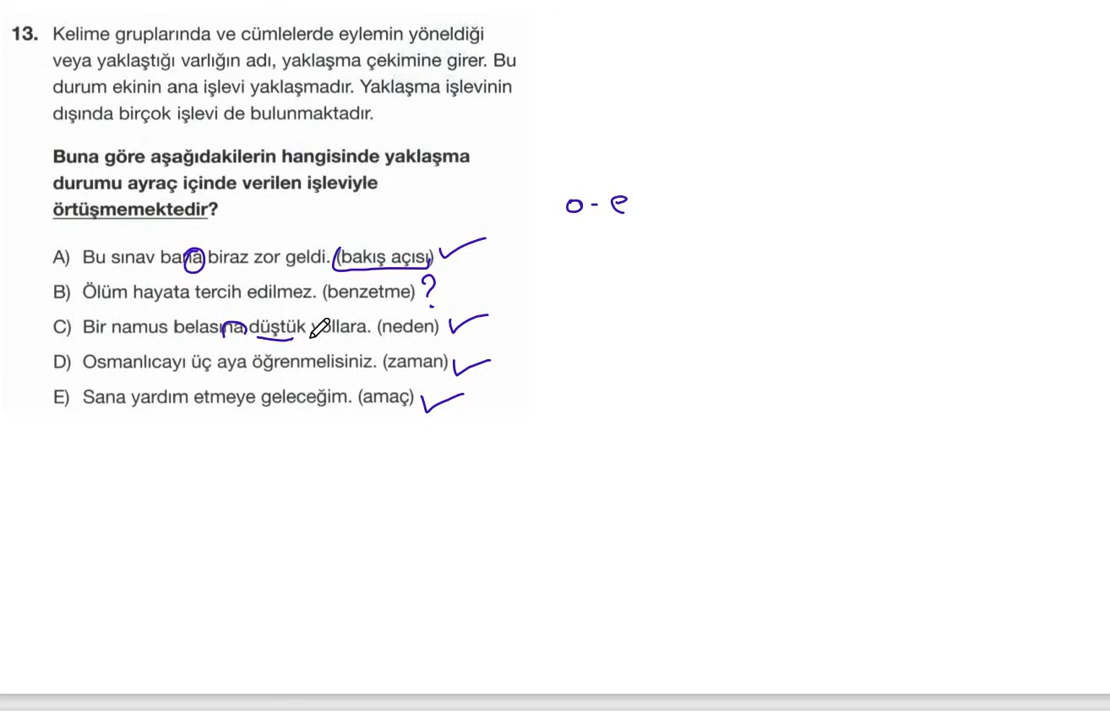 13. Kelime gruplarında ve cümlelerde eylemin yöneldiği
veya yaklaştığı varlığın adı, yaklaşma çekimine girer. Bu
durum ekinin ana işlevi yaklaşmadır. Yaklaşma işlevinin
dışında birçok işlevi de bulunmaktadır.
Buna göre aşağıdakilerin hangisinde yaklaşma
durumu ayraç içinde verilen işleviyle
örtüşmemektedir?
o - e
A) Bu sınav bana biraz zor geldi. (bakış açısı)
B) Ölüm hayata tercih edilmez. (benzetme) ?
C) Bir namus belasına düştük yollara. (neden)
D) Osmanlıcayı üç aya öğrenmelisiniz. (zaman)
E) Sana yardım etmeye geleceğim. (amaç)